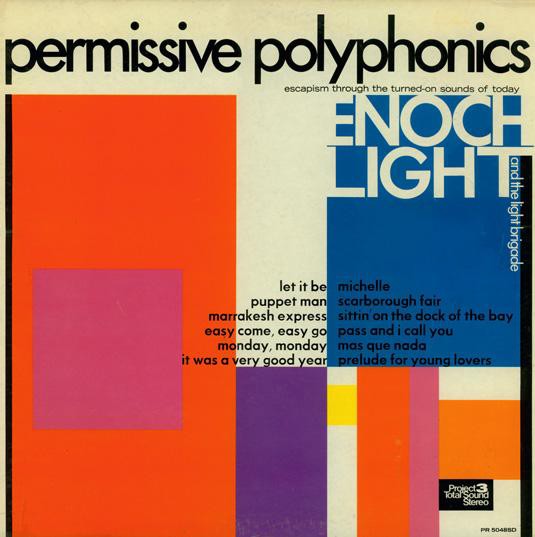 permissive polyphonics
escapism through the turned-on sounds of today
ENOCH
LIGHT
and the light brigade
let it be
puppet man
marrakesh express
easy come, easy go
monday, monday
it was a very good year
michelle
scarborough fair
sittin' on the dock of the bay
pass and i call you
mas que nada
prelude for young lovers
Project 3
Total Sound
Stereo
PR 5048SD